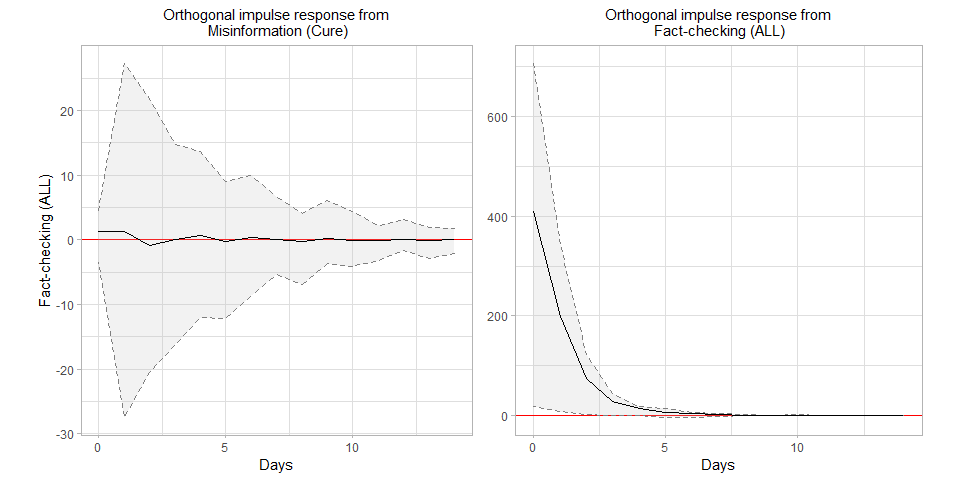 Orthogonal impulse response from
Misinformation (Cure)
Fact-checking (ALL)
20
10
0
-10
-20
-30
0
5
10
Days
Orthogonal impulse response from
Fact-checking (ALL)
600
400
200
0
0
5
10
Days